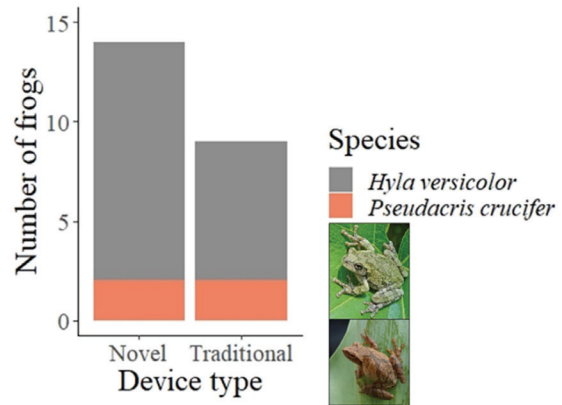 15
10
5
0
Number of frogs
Novel Traditional
Device type
Species
Hyla versicolor
Pseudacris crucifer